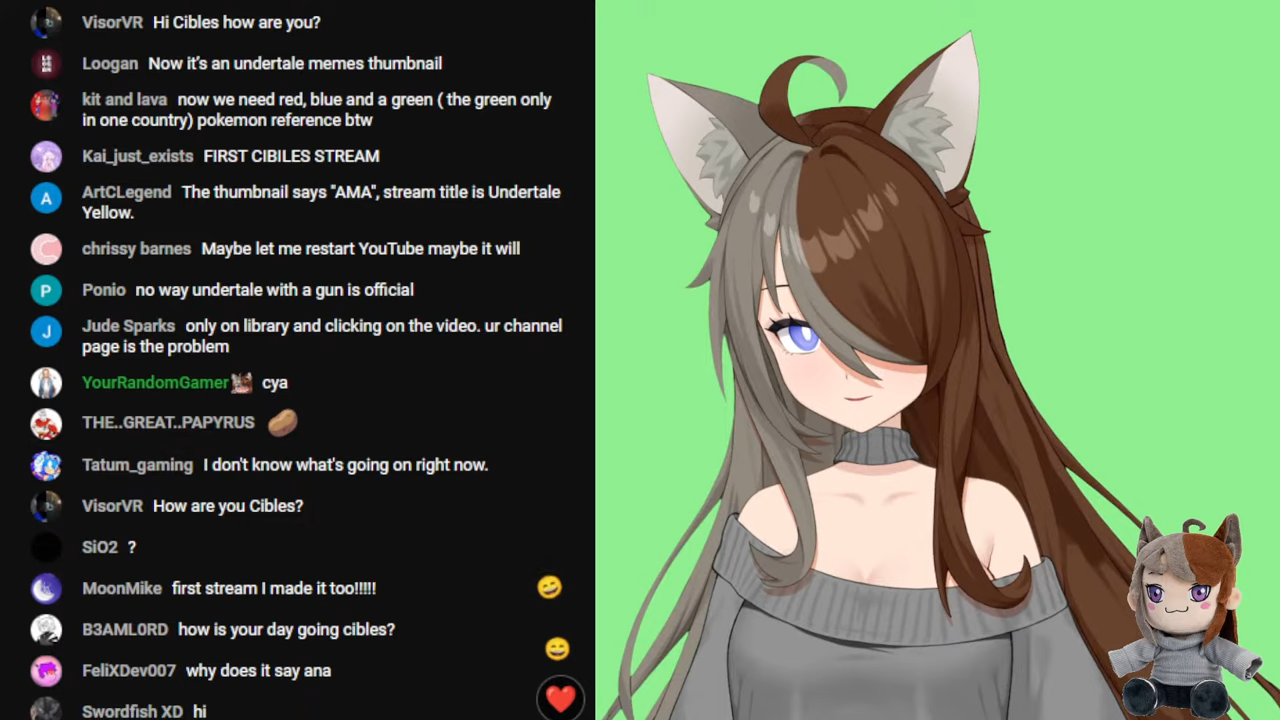 VisorVR Hi Cibles how are you?
Loogan Now it's an undertale memes thumbnail
kit and lava now we need red, blue and a green ( the green only
in one country) pokemon reference btw
Kai_just_exists FIRST CIBILES STREAM
ArtCLegend The thumbnail says "AMA", stream title is Undertale
Yellow.
chrissy barnes Maybe let me restart YouTube maybe it will
Ponio no way undertale with a gun is official
Jude Sparks only on library and clicking on the video. ur channel
page is the problem
YourRandomGamer cya
THE..GREAT..PAPYRUS
Tatum_gaming I don't know what's going on right now.
VisorVR How are you Cibles?
SiO2 ?
MoonMike first stream I made it too!!!!!
B3AML0RD how is your day going cibles?
FeliXDev007 why does it say ana
Swordfish XD hi